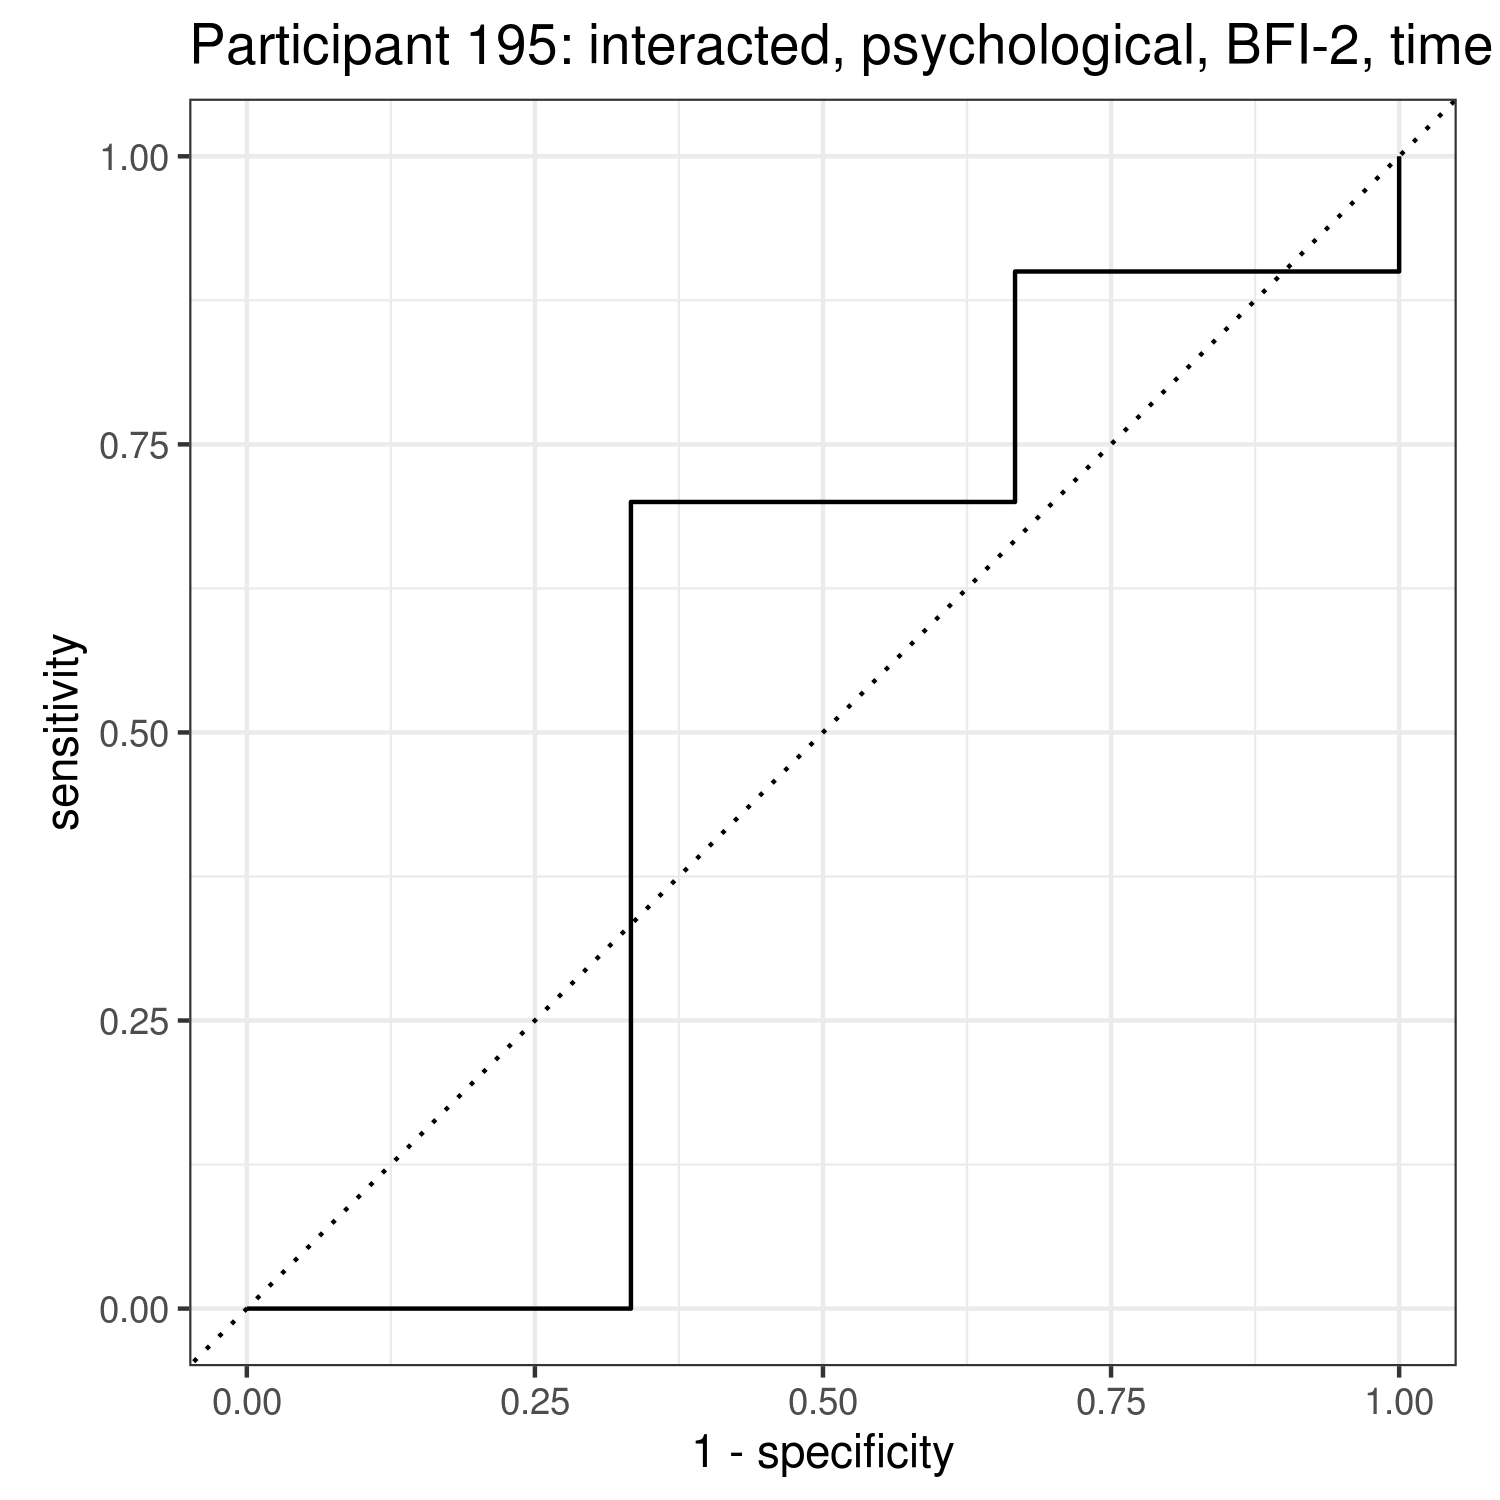 Participant 195: interacted, psychological, BFI-2, time
1.00
0.75
0.50
0.25
0.00
sensitivity
0.00 0.25 0.50 0.75 1.00
1 - specificity